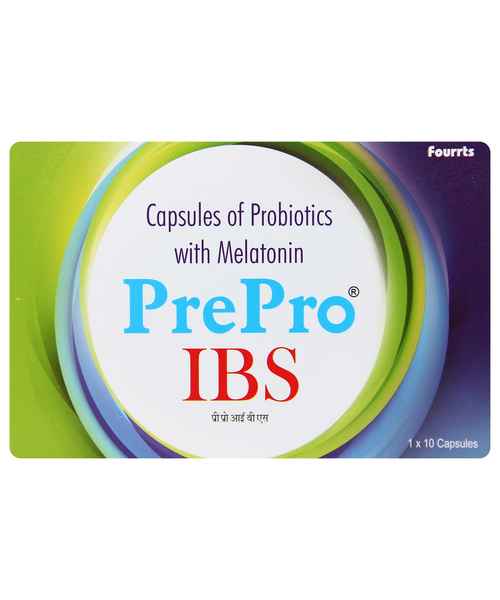 Fourrts
Capsules of Probiotics
with Melatonin
PrePro®
IBS
प्री प्रो आई बी एस
1 x 10 Capsules